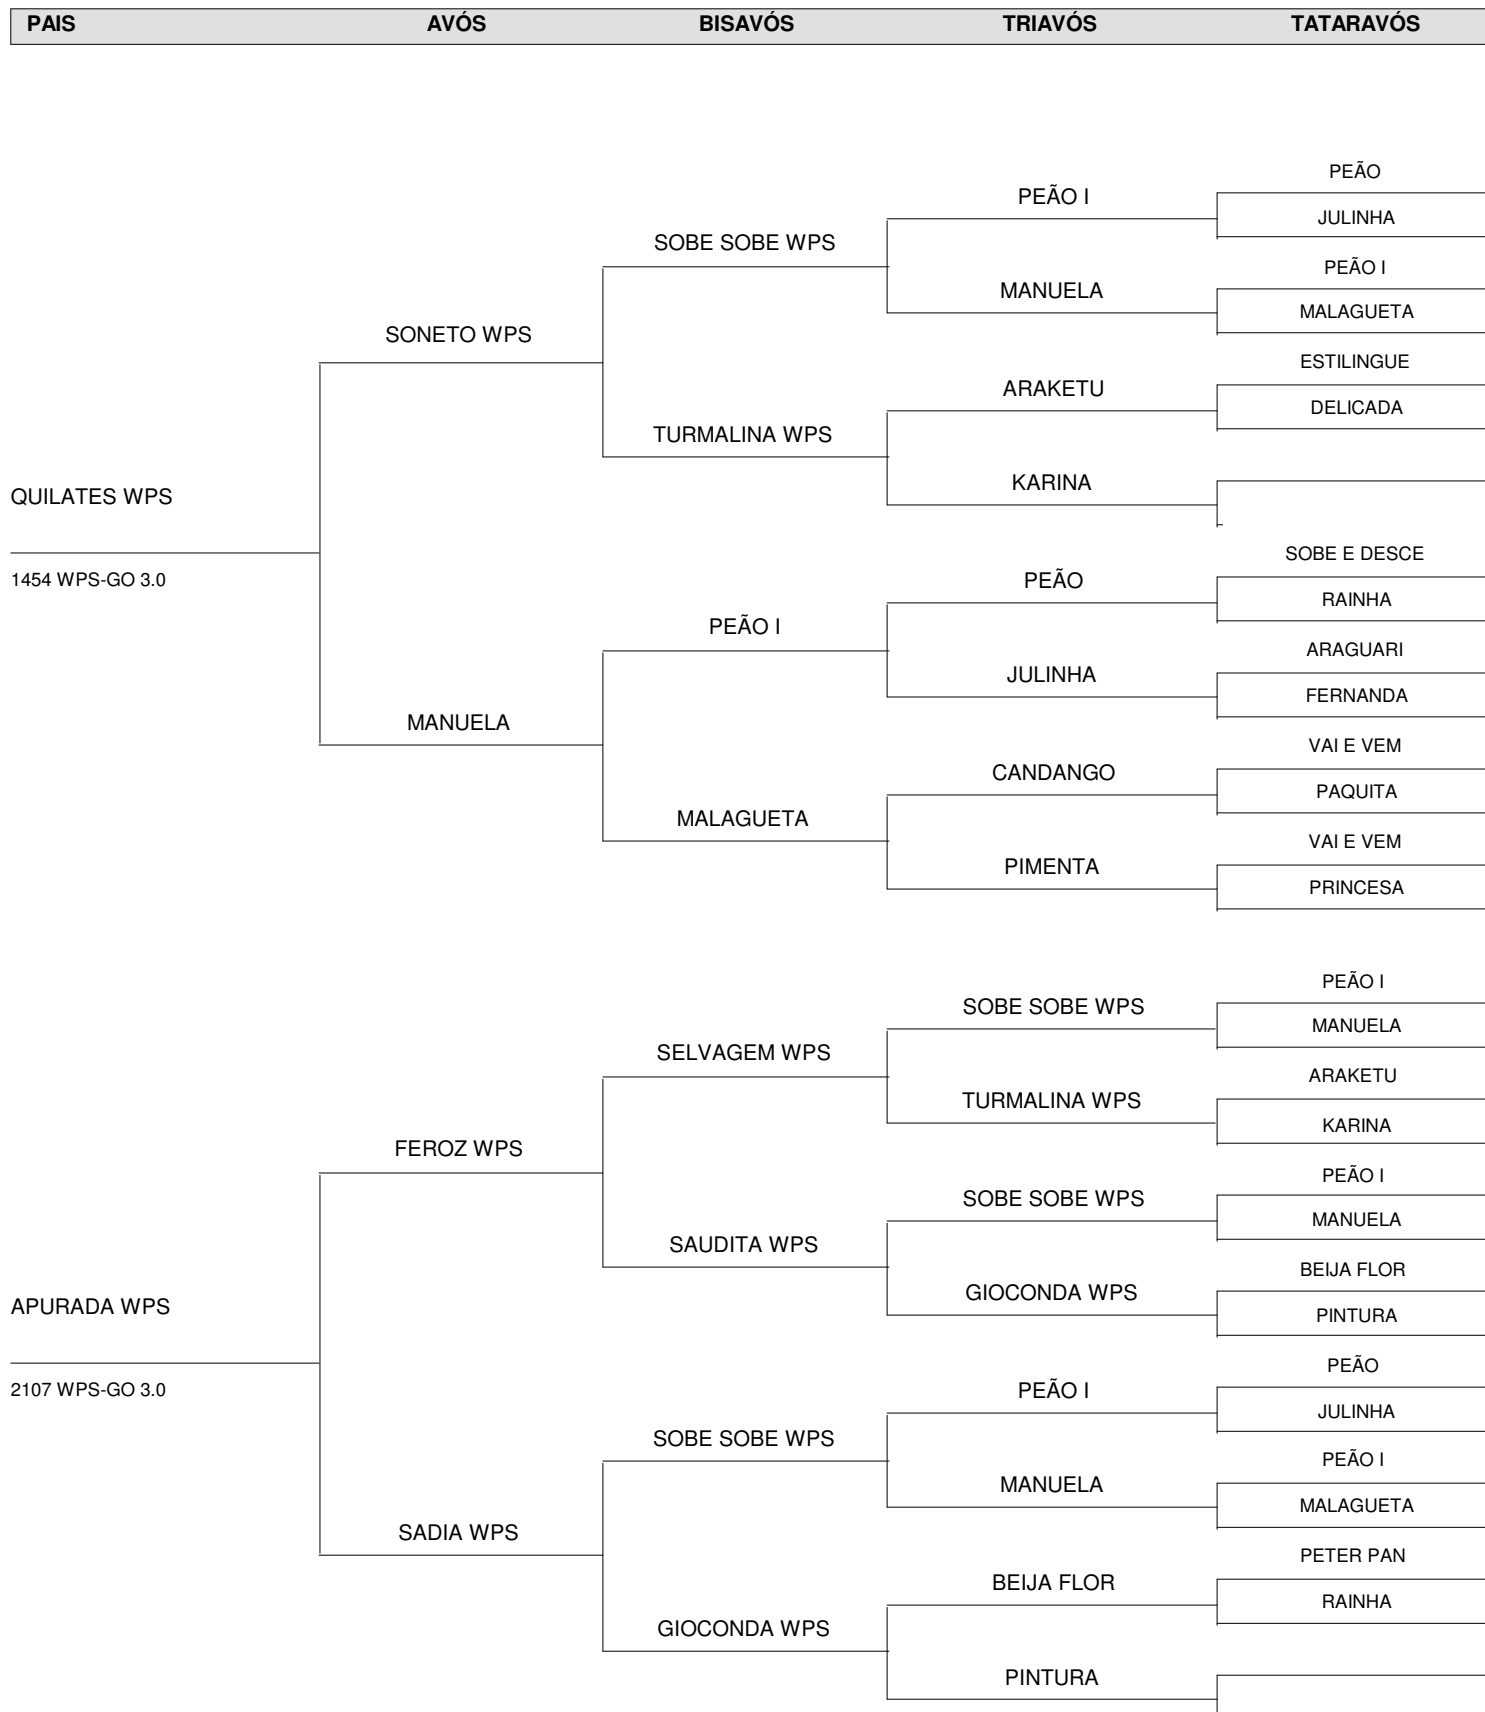 PAIS AVÓS BISAVÓS TRIAVÓS TATARAVÓS
PEÃO
PEÃO I
JULINHA
SOBE SOBE WPS
PEÃO I
MANUELA
MALAGUETA
SONETO WPS
ESTILINGUE
ARAKETU
DELICADA
TURMALINA WPS
KARINA
QUILATES WPS
SOBE E DESCE
1454 WPS-GO 3.0
PEÃO
RAINHA
PEÃO I
ARAGUARI
JULINHA
FERNANDA
MANUELA
VAI E VEM
CANDANGO
PAQUITA
MALAGUETA
VAI E VEM
PIMENTA
PRINCESA
PEÃO I
SOBE SOBE WPS
MANUELA
SELVAGEM WPS
ARAKETU
TURMALINA WPS
KARINA
FEROZ WPS
PEÃO I
SOBE SOBE WPS
MANUELA
SAUDITA WPS
BEIJA FLOR
GIOCONDA WPS
APURADA WPS
PINTURA
PEÃO
2107 WPS-GO 3.0
PEÃO I
JULINHA
SOBE SOBE WPS
PEÃO I
MANUELA
MALAGUETA
SADIA WPS
PETER PAN
BEIJA FLOR
RAINHA
GIOCONDA WPS
PINTURA